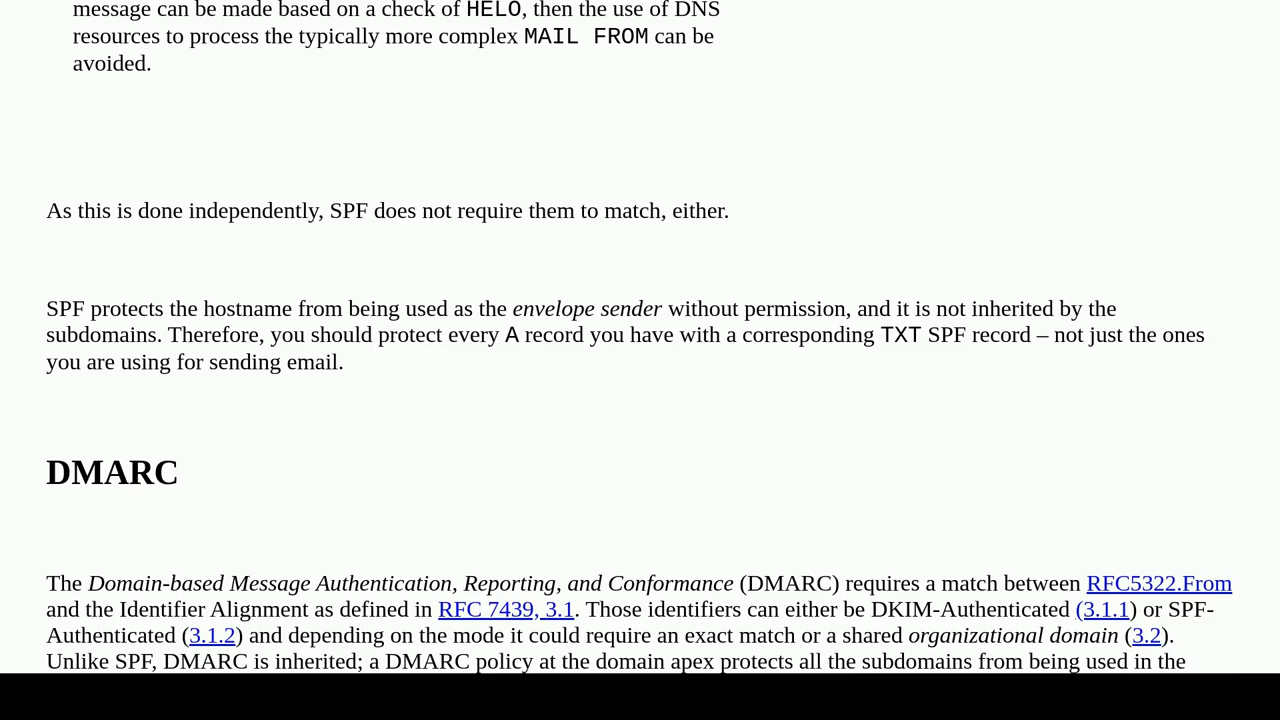 message can be made based on a check of HELO, then the use of DNS
resources to process the typically more complex MAIL FROM can be
avoided.
As this is done independently, SPF does not require them to match, either.
SPF protects the hostname from being used as the envelope sender without permission, and it is not inherited by the
subdomains. Therefore, you should protect every A record you have with a corresponding TXT SPF record – not just the ones
you are using for sending email.
DMARC
The Domain-based Message Authentication, Reporting, and Conformance (DMARC) requires a match between RFC5322.From
and the Identifier Alignment as defined in RFC 7439, 3.1. Those identifiers can either be DKIM-Authenticated (3.1.1) or SPF-
Authenticated (3.1.2) and depending on the mode it could require an exact match or a shared organizational domain (3.2).
Unlike SPF, DMARC is inherited; a DMARC policy at the domain apex protects all the subdomains from being used in the